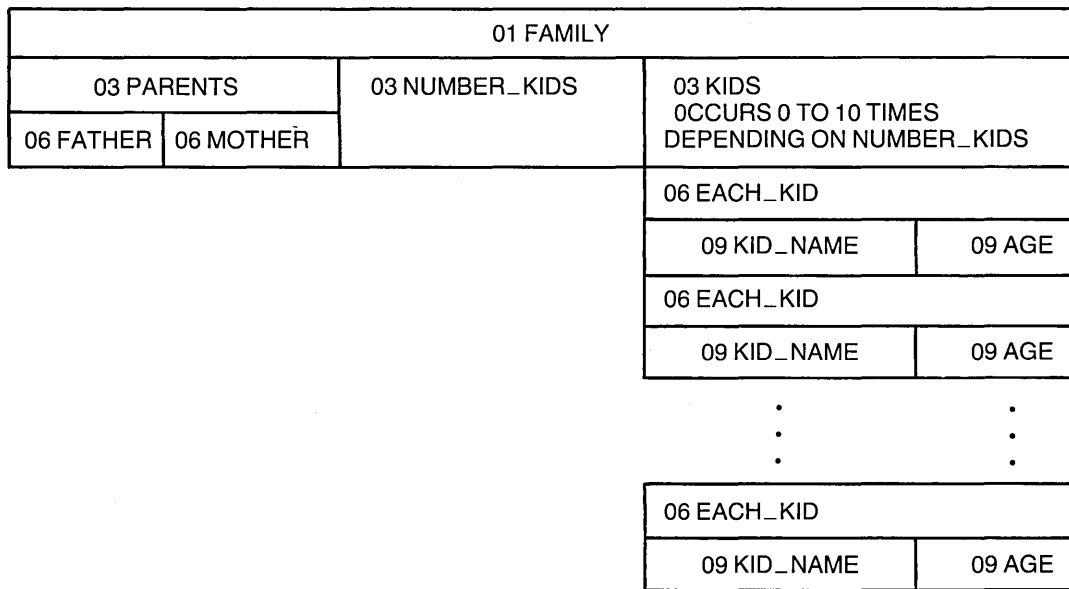 01 FAMILY
03 PARENTS
03 NUMBER_KIDS
03 KIDS
OCCURS 0 TO 10 TIMES
DEPENDING ON NUMBER_KIDS
06 FATHER
06 MOTHER
06 EACH_KID
09 KID_NAME
09 AGE
06 EACH_KID
09 KID_NAME
09 AGE
06 EACH_KID
09 KID_NAME
09 AGE